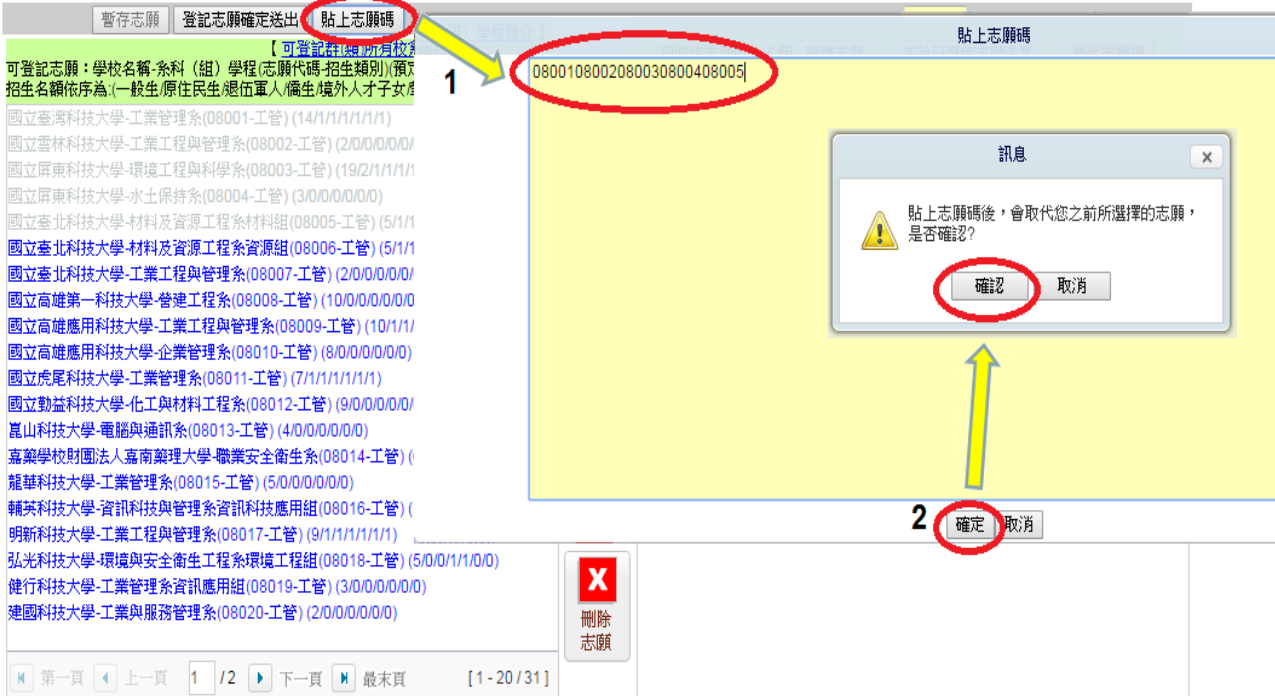 暫存志願 登記志願確定送出 貼上志願碼
【 可登記群(類)所有校系
可登記志願：學校名稱-系科（組）學程(志願代碼-招生類別)(預定
招生名額依序為:(一般生/原住民生/退伍軍人/僑生/境外人才子女/
國立臺灣科技大學-工業管理系(08001-工管) (14/1/1/1/1/1/1)
國立雲林科技大學-工業工程與管理系(08002-工管) (2/0/0/0/0/0/
國立屏東科技大學-環境工程與科學系(08003-工管) (19/2/1/1/1/1
國立屏東科技大學-水土保持系(08004-工管) (3/0/0/0/0/0/0)
國立臺北科技大學-材料及資源工程系材料組(08005-工管) (5/1/1
國立臺北科技大學-材料及資源工程系資源組(08006-工管) (5/1/1
國立臺北科技大學-工業工程與管理系(08007-工管) (2/0/0/0/0/0/
國立高雄第一科技大學-營建工程系(08008-工管) (10/0/0/0/0/0/0
國立高雄應用科技大學-工業工程與管理系(08009-工管) (10/1/1/
國立高雄應用科技大學-企業管理系(08010-工管) (8/0/0/0/0/0/0)
國立虎尾科技大學-工業管理系(08011-工管) (7/1/1/1/1/1/1)
國立勤益科技大學-化工與材料工程系(08012-工管) (9/0/0/0/0/0/
崑山科技大學-電腦與通訊系(08013-工管) (4/0/0/0/0/0/0)
嘉藥學校財團法人嘉南藥理大學-職業安全衛生系(08014-工管) (
龍華科技大學-工業管理系(08015-工管) (5/0/0/0/0/0/0)
輔英科技大學-資訊科技與管理系資訊科技應用組(08016-工管) (
明新科技大學-工業工程與管理系(08017-工管) (9/1/1/1/1/1/1)
弘光科技大學-環境與安全衛生工程系環境工程組(08018-工管) (5/0/0/1/1/0/0)
健行科技大學-工業管理系資訊應用組(08019-工管) (3/0/0/0/0/0/0)
建國科技大學-工業與服務管理系(08020-工管) (2/0/0/0/0/0/0)
第一頁 上一頁 1 /2 下一頁 最末頁 [ 1 - 20 / 31 ]
刪除
志願
1
貼上志願碼
0800108002080030800408005
訊息
貼上志願碼後，會取代您之前所選擇的志願，
是否確認?
確認 取消
2
確定 取消